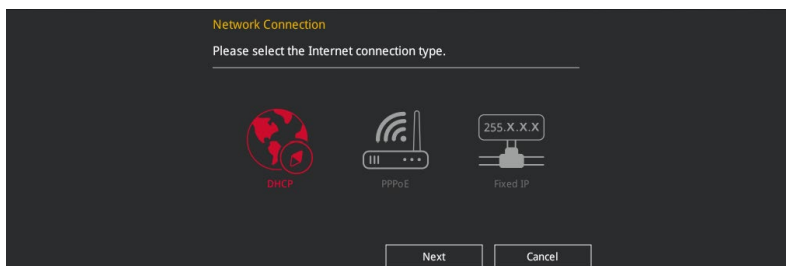 Network Connection
Please select the Internet connection type.
255.X.X.X
DHCP PPPoE Fixed IP
Next Cancel